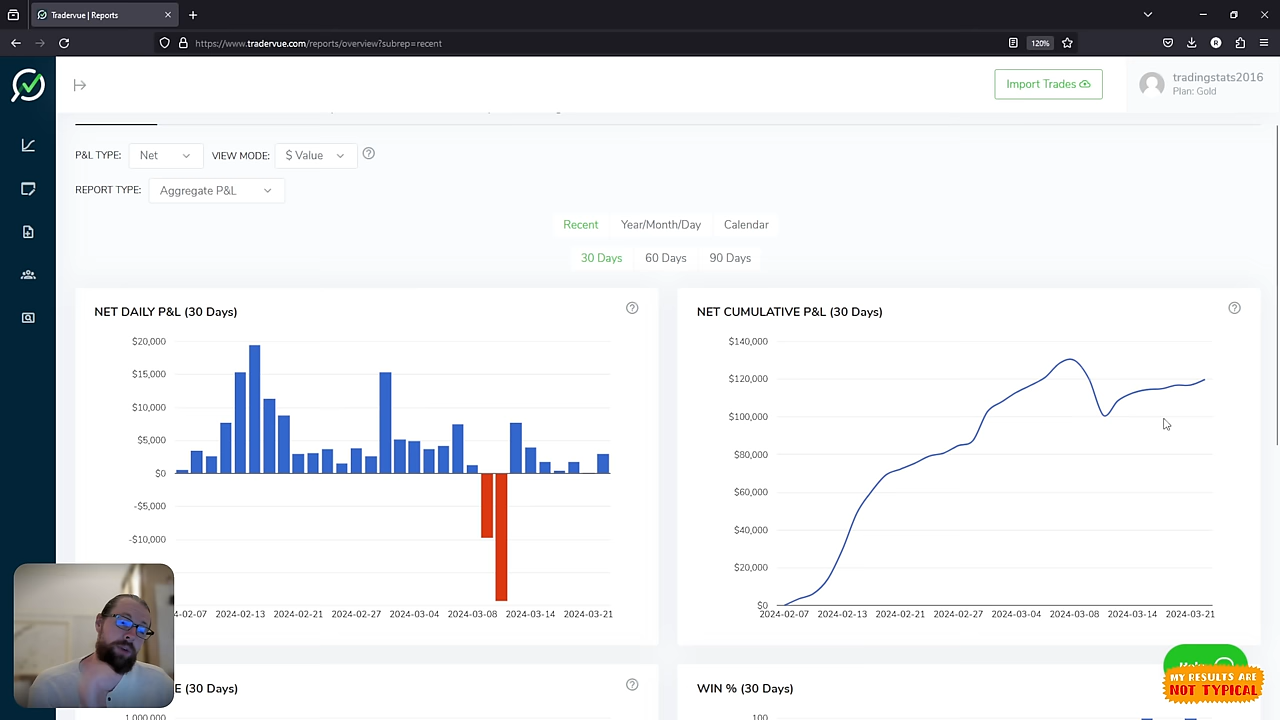 Tradervue | Reports
https://www.tradervue.com/reports/overview?subrep=recent
120%
Import Trades
tradingstats2016
Plan: Gold
P&L TYPE: Net VIEW MODE: $ Value
REPORT TYPE: Aggregate P&L
Recent Year/Month/Day Calendar
30 Days 60 Days 90 Days
NET DAILY P&L (30 Days)
$20,000
$15,000
$10,000
$5,000
$0
-$5,000
-$10,000
-02-07 2024-02-13 2024-02-21 2024-02-27 2024-03-04 2024-03-08 2024-03-14 2024-03-21
NET CUMULATIVE P&L (30 Days)
$140,000
$120,000
$100,000
$80,000
$60,000
$40,000
$20,000
$0
2024-02-07 2024-02-13 2024-02-21 2024-02-27 2024-03-04 2024-03-08 2024-03-14 2024-03-21
E (30 Days)
1,000,000
WIN % (30 Days)
100
MY RESULTS ARE
NOT TYPICAL